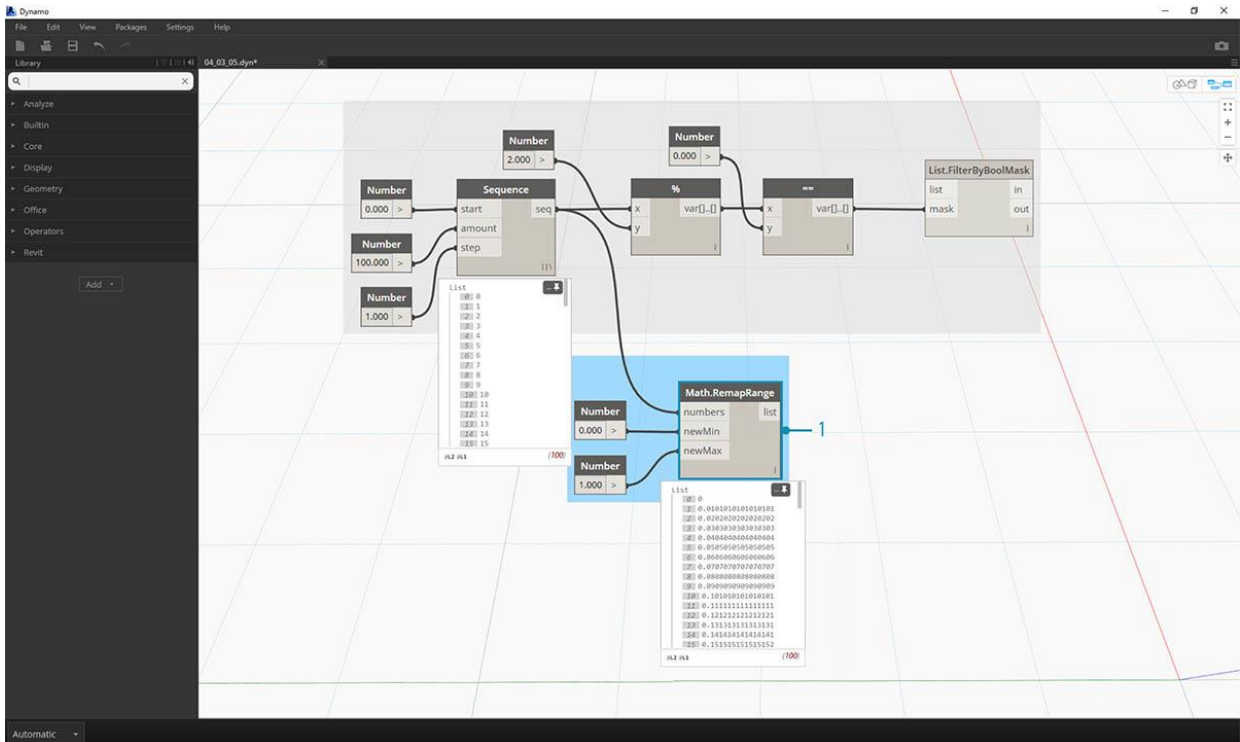 Dynamo
File Edit View Packages Settings Help
Library
04_03_05.dyn*
Analyze
Builtin
Core
Display
Geometry
Office
Operators
Revit
Add
Number
2.000 >
Number
0.000 >
List.FilterByBoolMask
list in
mask out
Number
0.000 >
Sequence
start seq
amount
step
%
x var[]..[]
y
==
x var[]..[]
y
Number
100.000 >
Number
1.000 >
List
0 0
1 1
2 2
3 3
4 4
5 5
6 6
7 7
8 8
9 9
10 10
11 11
12 12
13 13
14 14
15 15
@L2 @L1 {100}
Math.RemapRange
numbers list
newMin
newMax
1
Number
0.000 >
Number
1.000 >
List
0 0
1 0.0101010101010101
2 0.0202020202020202
3 0.0303030303030303
4 0.0404040404040404
5 0.0505050505050505
6 0.0606060606060606
7 0.0707070707070707
8 0.0808080808080808
9 0.0909090909090909
10 0.101010101010101
11 0.111111111111111
12 0.121212121212121
13 0.131313131313131
14 0.141414141414141
15 0.151515151515152
@L2 @L1 {100}
Automatic